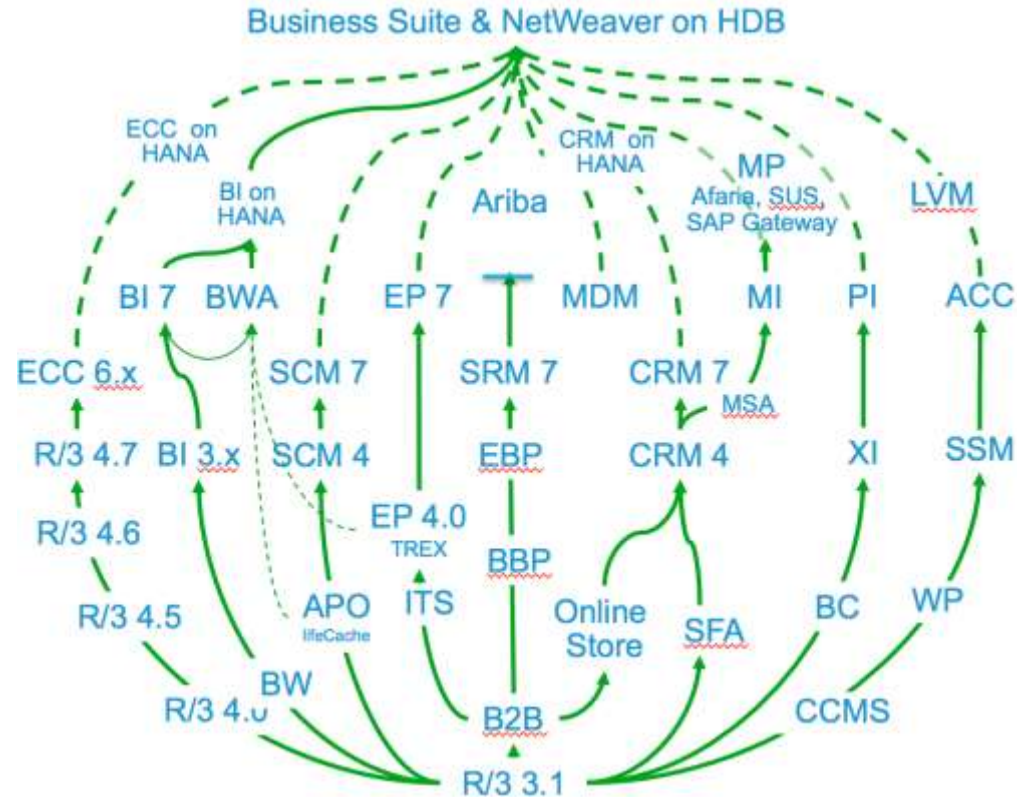 Business Suite & NetWeaver on HDB
ECC on
HANA
CRM on
HANA
MP
BI on
HANA
Ariba
Afaria, SUS,
SAP Gateway
LVM
BI 7
BWA
EP 7
MDM
MI
PI
ACC
ECC 6.x
SCM 7
SRM 7
CRM 7
MSA
R/3 4.7
BI 3.x
SCM 4
EBP
CRM 4
XI
SSM
R/3 4.6
EP 4.0
TREX
BBP
R/3 4.5
APO
lifeCache
ITS
Online
Store
SFA
BC
WP
BW
R/3 4.0
B2B
CCMS
R/3 3.1